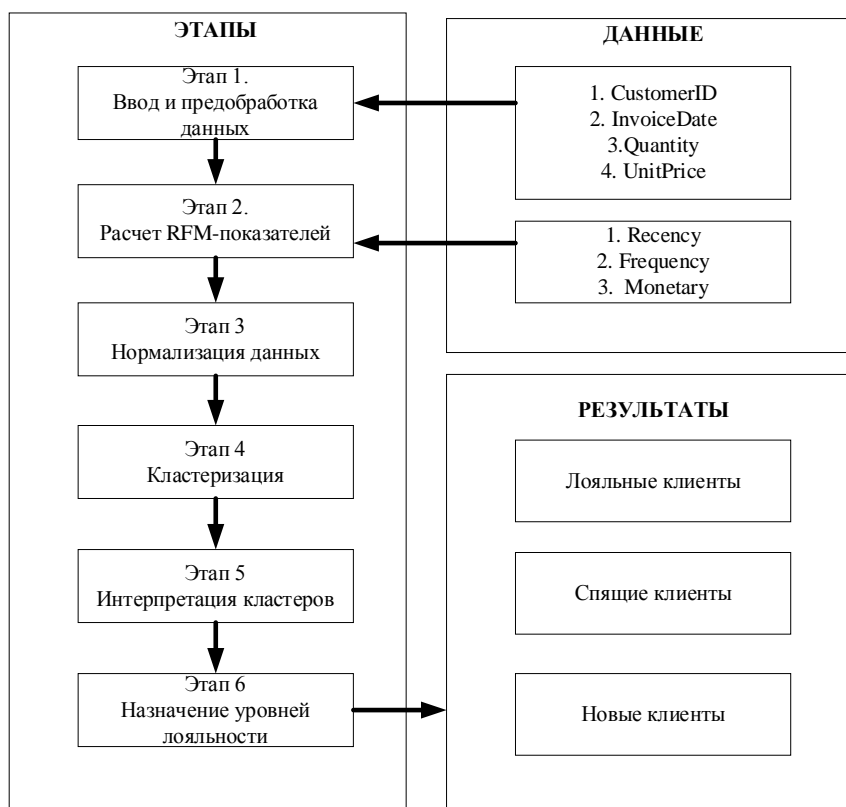 ЭТАПЫ
Этап 1.
Ввод и предобработка
данных
Этап 2.
Расчет RFM-показателей
Этап 3
Нормализация данных
Этап 4
Кластеризация
Этап 5
Интерпретация кластеров
Этап 6
Назначение уровней
лояльности
ДАННЫЕ
1. CustomerID
2. InvoiceDate
3.Quantity
4. UnitPrice
1. Recency
2. Frequency
3. Monetary
РЕЗУЛЬТАТЫ
Лояльные клиенты
Спящие клиенты
Новые клиенты